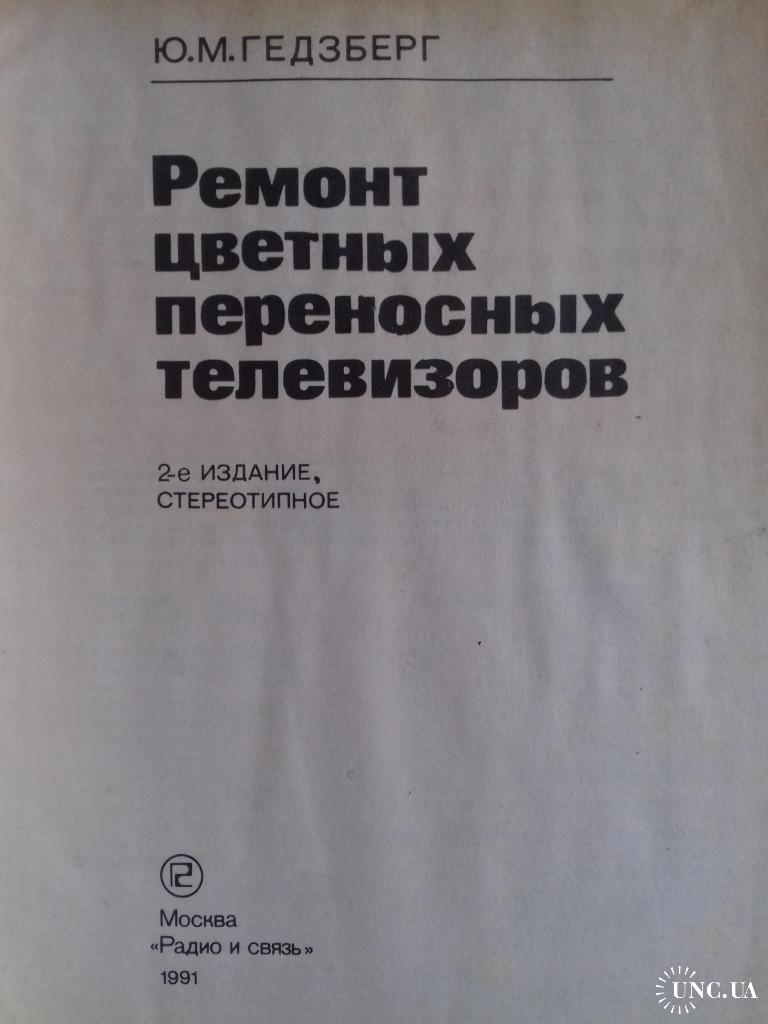 Ю.М.ГЕДЗБЕРГ
Ремонт
цветных
переносных
телевизоров
2-е ИЗДАНИЕ,
СТЕРЕОТИПНОЕ
Москва
«Радио и связь»
1991
UNC.UA